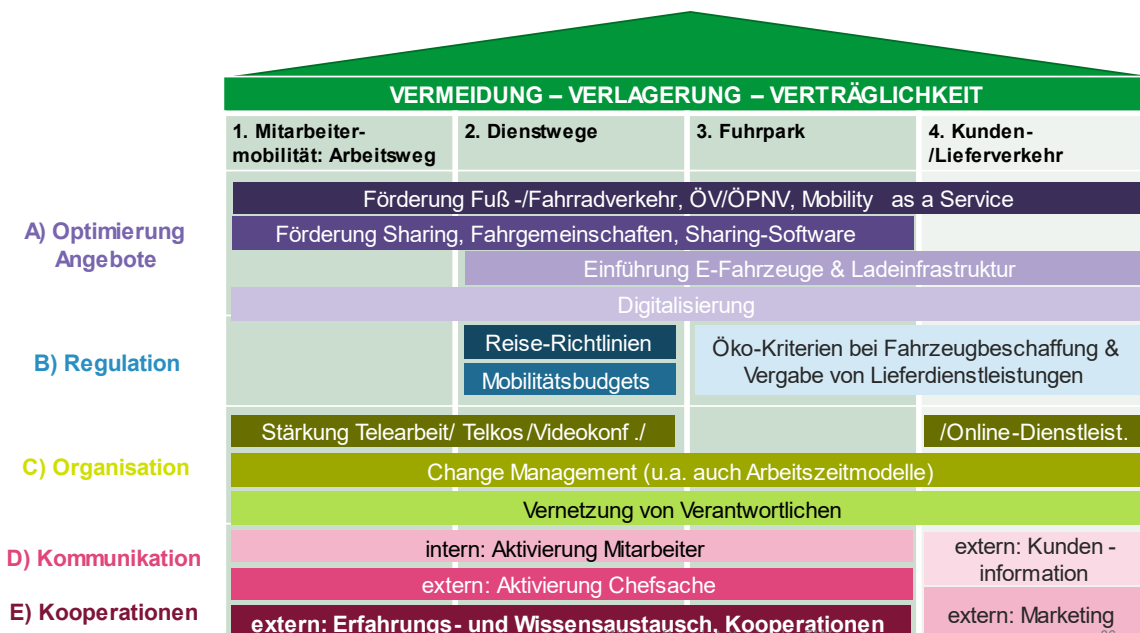 VERMEIDUNG – VERLAGERUNG – VERTRÄGLICHKEIT
1. Mitarbeiter-
mobilität: Arbeitsweg
2. Dienstwege
3. Fuhrpark
4. Kunden-
/Lieferverkehr
A) Optimierung
Angebote
Förderung Fuß -/Fahrradverkehr, ÖV/ÖPNV, Mobility as a Service
Förderung Sharing, Fahrgemeinschaften, Sharing-Software
Einführung E-Fahrzeuge & Ladeinfrastruktur
Digitalisierung
B) Regulation
Reise-Richtlinien
Mobilitätsbudgets
Öko-Kriterien bei Fahrzeugbeschaffung &
Vergabe von Lieferdienstleistungen
C) Organisation
Stärkung Telearbeit/ Telkos/Videokonf ./
/Online-Dienstleist.
Change Management (u.a. auch Arbeitszeitmodelle)
Vernetzung von Verantwortlichen
D) Kommunikation
intern: Aktivierung Mitarbeiter
extern: Kunden -
information
extern: Aktivierung Chefsache
E) Kooperationen
extern: Erfahrungs- und Wissensaustausch, Kooperationen
extern: Marketing